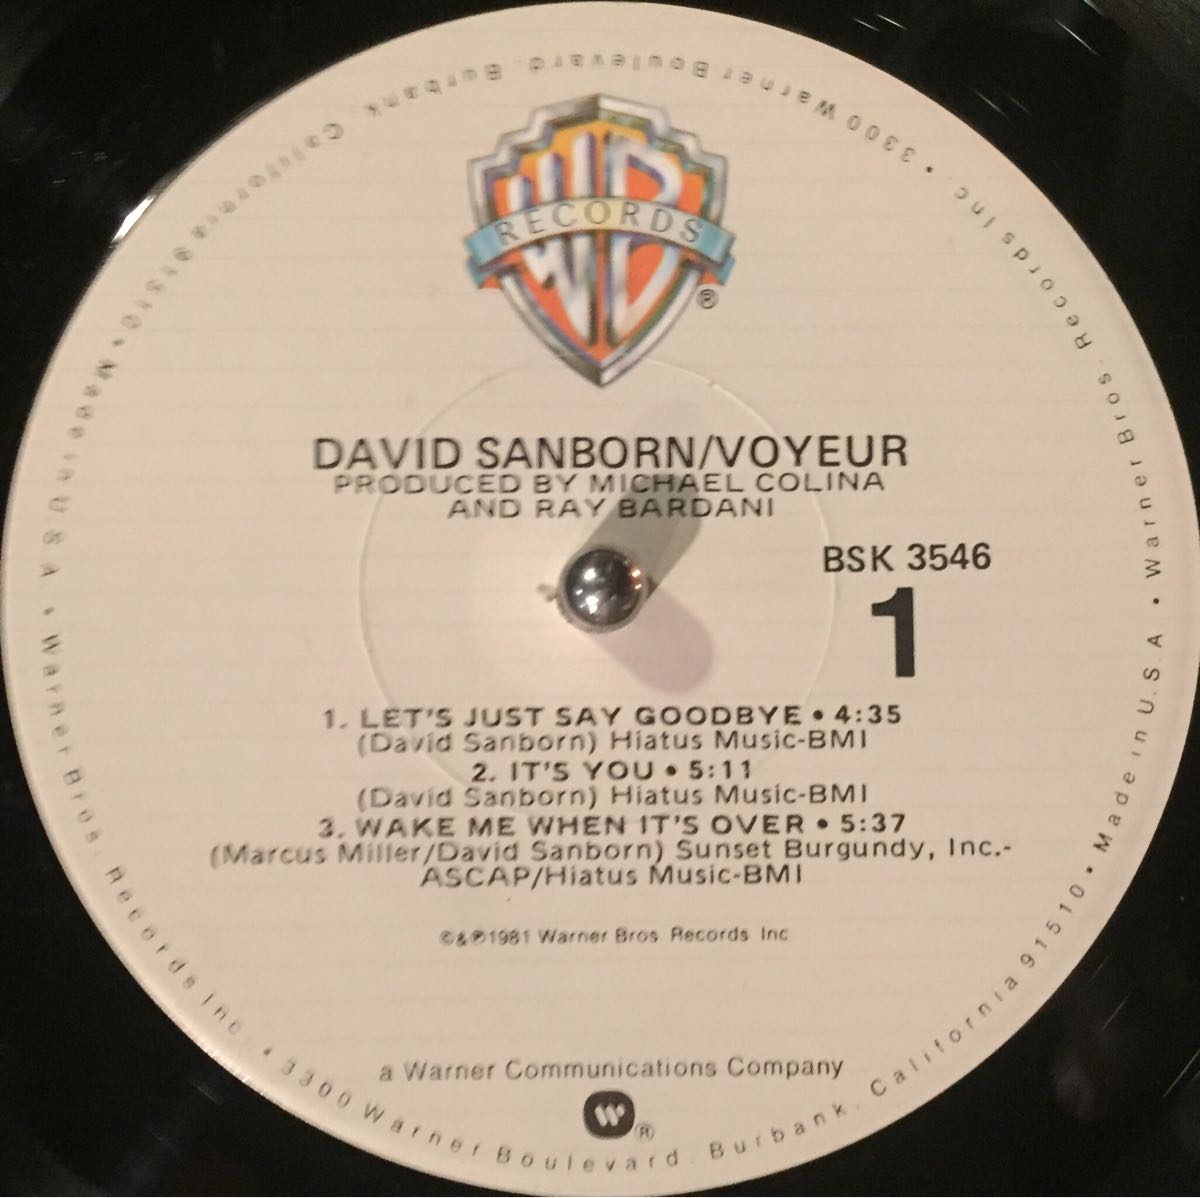 WB
RECORDS
®
DAVID SANBORN/VOYEUR
PRODUCED BY MICHAEL COLINA
AND RAY BARDANI
BSK 3546
1
1. LET'S JUST SAY GOODBYE • 4:35
(David Sanborn) Hiatus Music-BMI
2. IT'S YOU • 5:11
(David Sanborn) Hiatus Music-BMI
3. WAKE ME WHEN IT'S OVER • 5:37
(Marcus Miller/David Sanborn) Sunset Burgundy, Inc.-
ASCAP/Hiatus Music-BMI
©&℗1981 Warner Bros. Records Inc.
a Warner Communications Company
W ®
Warner Bros. Records Inc. • 3300 Warner Boulevard, Burbank, California 91510 • Made in U.S.A. • Warner Bros. Records Inc. • 3300 Warner Boulevard, Burbank, California 91510 • Made in U.S.A. •